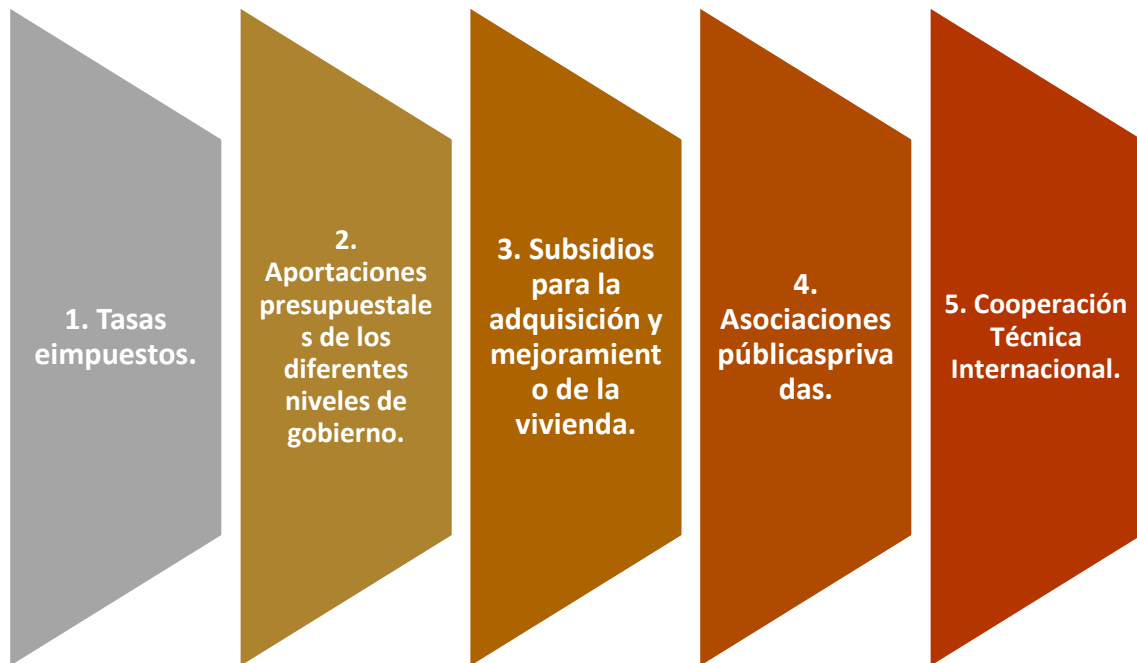 1. Tasas
eimpuestos.
2.
Aportaciones
presupuestale
s de los
diferentes
niveles de
gobierno.
3. Subsidios
para la
adquisición y
mejoramient
o de la
vivienda.
4.
Asociaciones
públicaspriva
das.
5. Cooperación
Técnica
Internacional.